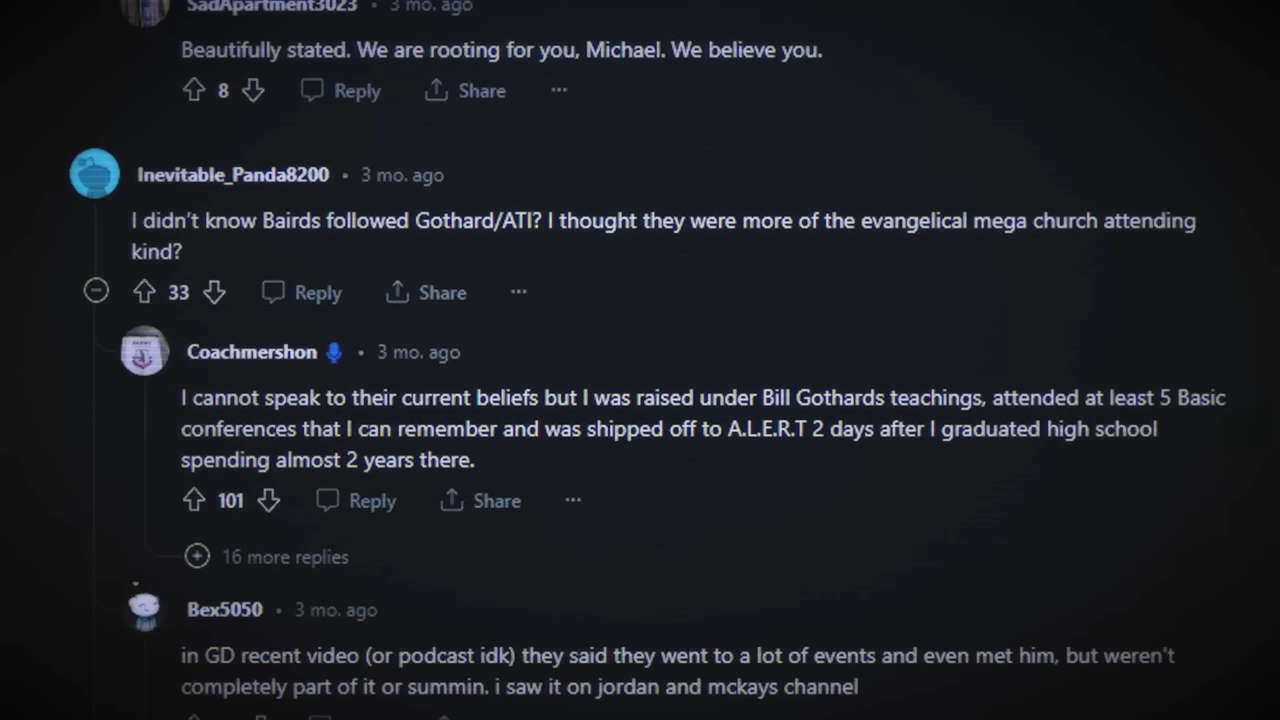 SadApartment3023 • 3 mo. ago
Beautifully stated. We are rooting for you, Michael. We believe you.
8 Reply Share ...
Inevitable_Panda8200 • 3 mo. ago
I didn't know Bairds followed Gothard/ATI? I thought they were more of the evangelical mega church attending
kind?
33 Reply Share ...
Coachmershon • 3 mo. ago
I cannot speak to their current beliefs but I was raised under Bill Gothards teachings, attended at least 5 Basic
conferences that I can remember and was shipped off to A.L.E.R.T 2 days after I graduated high school
spending almost 2 years there.
101 Reply Share ...
16 more replies
Bex5050 • 3 mo. ago
in GD recent video (or podcast idk) they said they went to a lot of events and even met him, but weren't
completely part of it or summin. i saw it on jordan and mckays channel